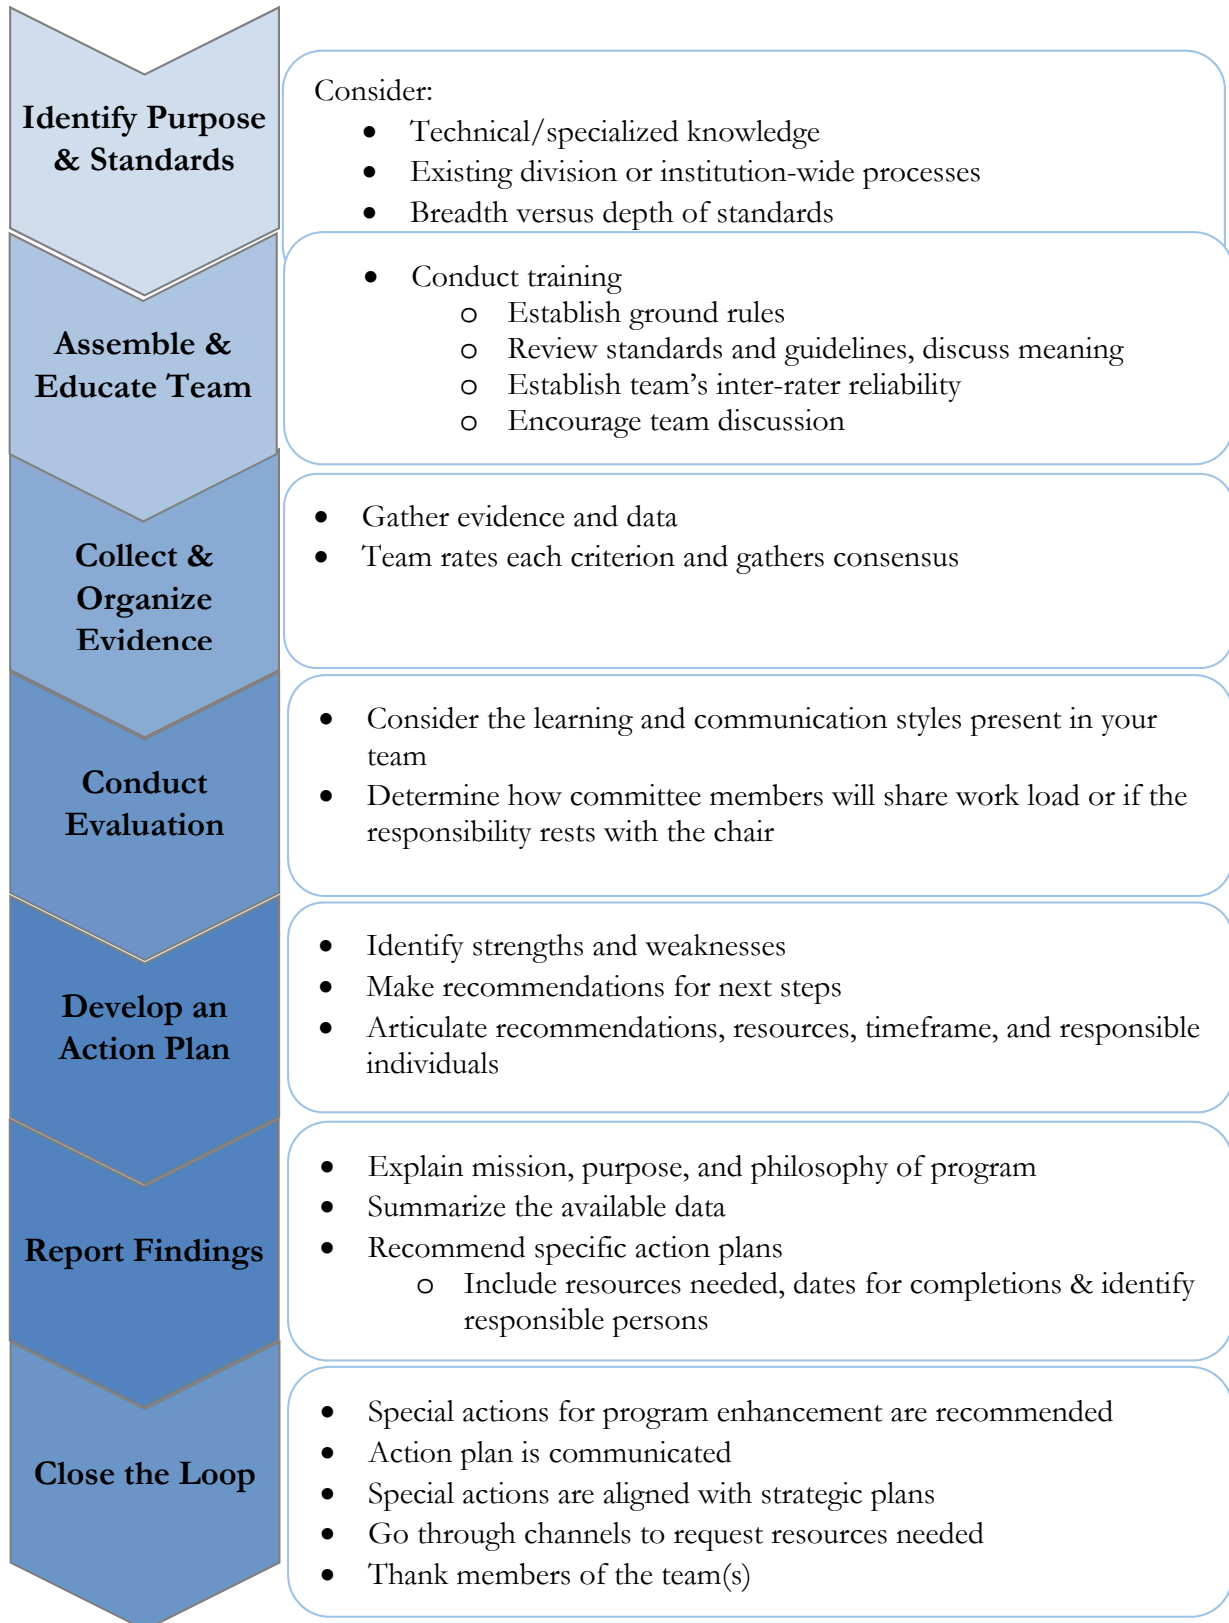 Identify Purpose
& Standards
Consider:
• Technical/specialized knowledge
• Existing division or institution-wide processes
• Breadth versus depth of standards
Assemble &
Educate Team
• Conduct training
o Establish ground rules
o Review standards and guidelines, discuss meaning
o Establish team’s inter-rater reliability
o Encourage team discussion
Collect &
Organize
Evidence
• Gather evidence and data
• Team rates each criterion and gathers consensus
Conduct
Evaluation
• Consider the learning and communication styles present in your
team
• Determine how committee members will share work load or if the
responsibility rests with the chair
Develop an
Action Plan
• Identify strengths and weaknesses
• Make recommendations for next steps
• Articulate recommendations, resources, timeframe, and responsible
individuals
Report Findings
• Explain mission, purpose, and philosophy of program
• Summarize the available data
• Recommend specific action plans
o Include resources needed, dates for completions & identify
responsible persons
Close the Loop
• Special actions for program enhancement are recommended
• Action plan is communicated
• Special actions are aligned with strategic plans
• Go through channels to request resources needed
• Thank members of the team(s)